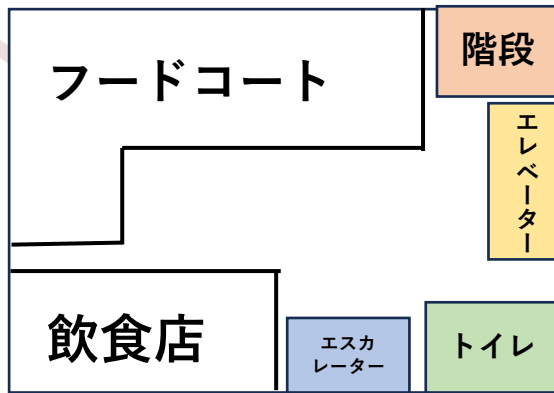 フードコート
階段
エレベーター
飲食店
エスカ
レーター
トイレ